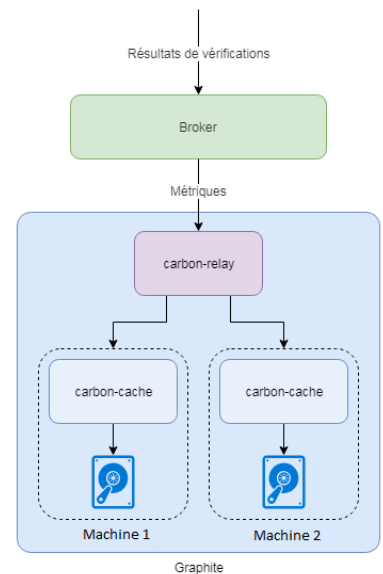 Résultats de vérifications
Broker
Métriques
carbon-relay
carbon-cache
carbon-cache
Machine 1
Machine 2
Graphite